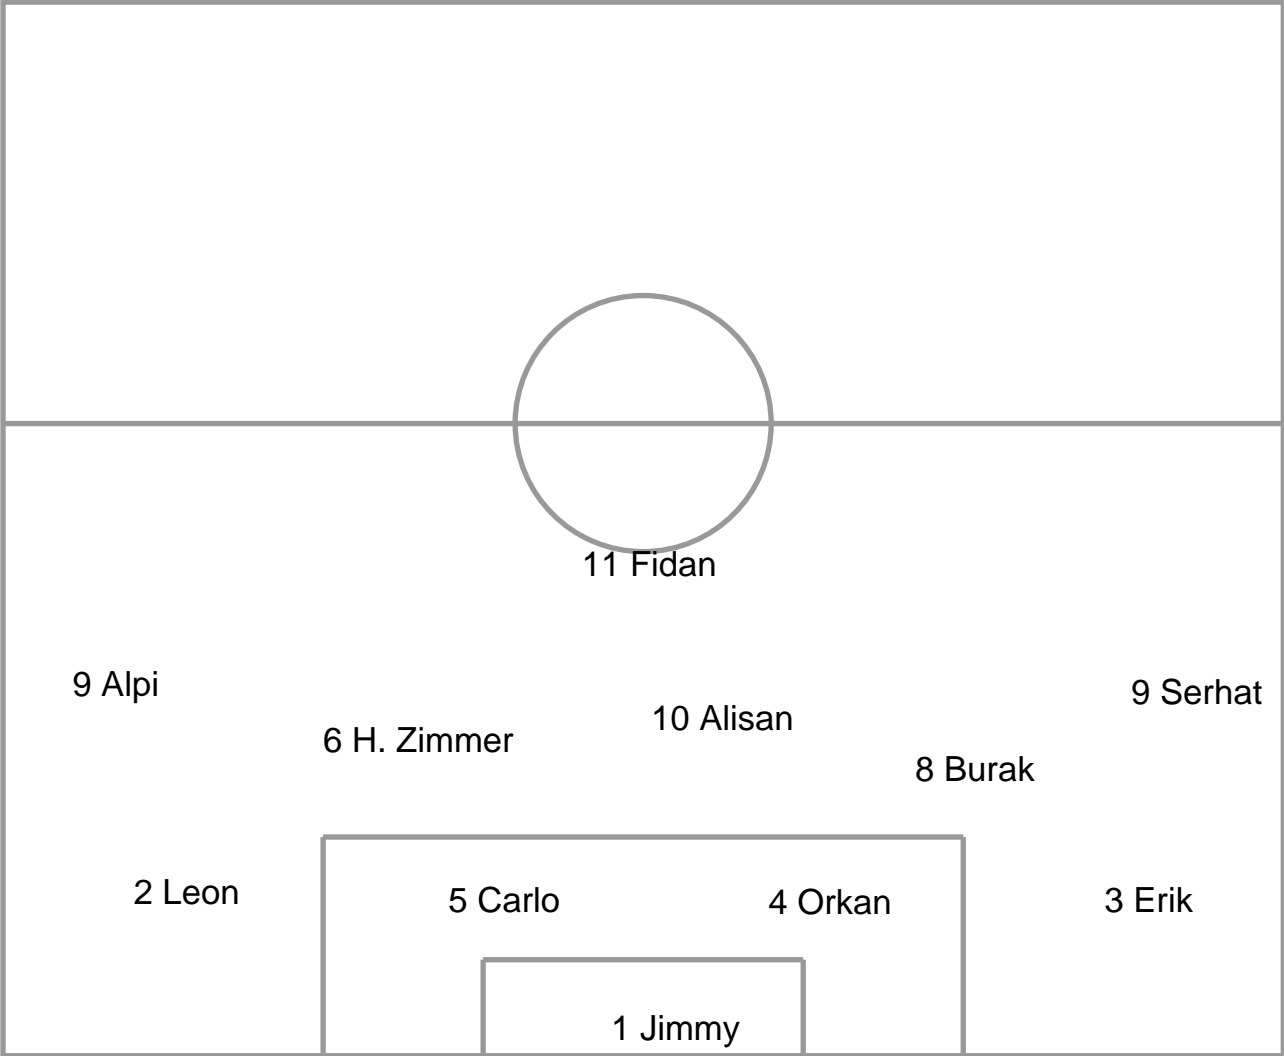 11 Fidan
9 Alpi
9 Serhat
10 Alisan
6 H. Zimmer
8 Burak
2 Leon
5 Carlo
4 Orkan
3 Erik
1 Jimmy